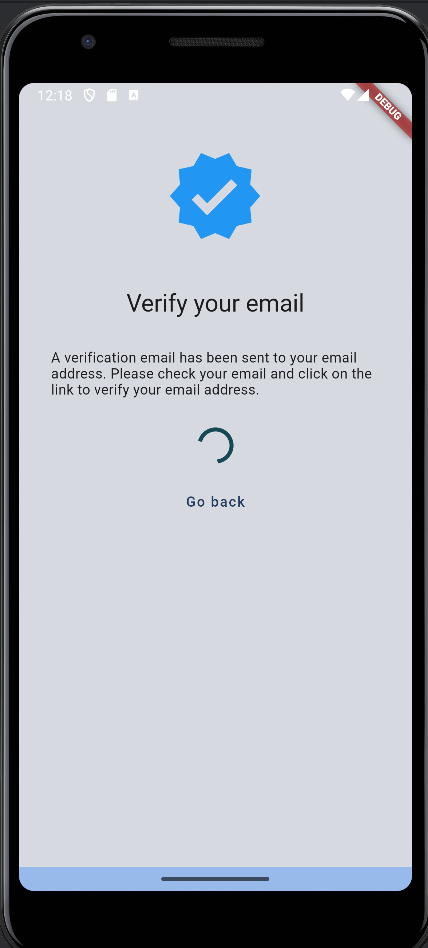 12:18
DEBUG
Verify your email
A verification email has been sent to your email
address. Please check your email and click on the
link to verify your email address.
Go back